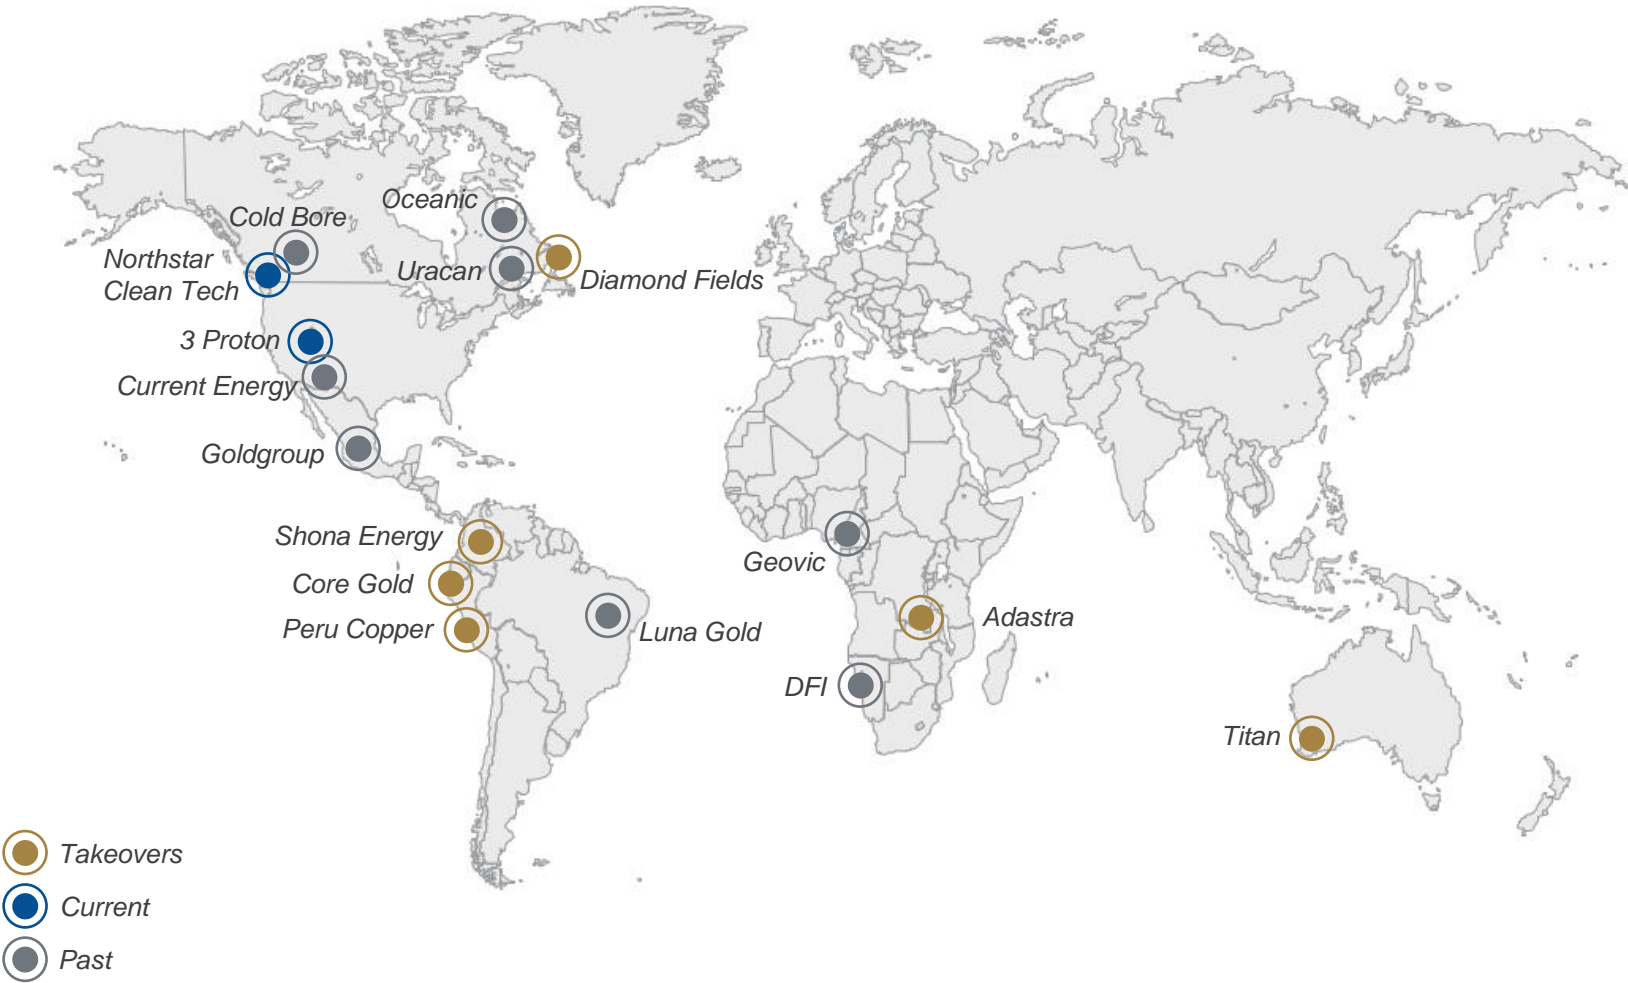 Oceanic
Cold Bore
Northstar
Clean Tech
Uracan
Diamond Fields
3 Proton
Current Energy
Goldgroup
Shona Energy
Core Gold
Peru Copper
Luna Gold
Geovic
Adastra
DFI
Titan
Takeovers
Current
Past